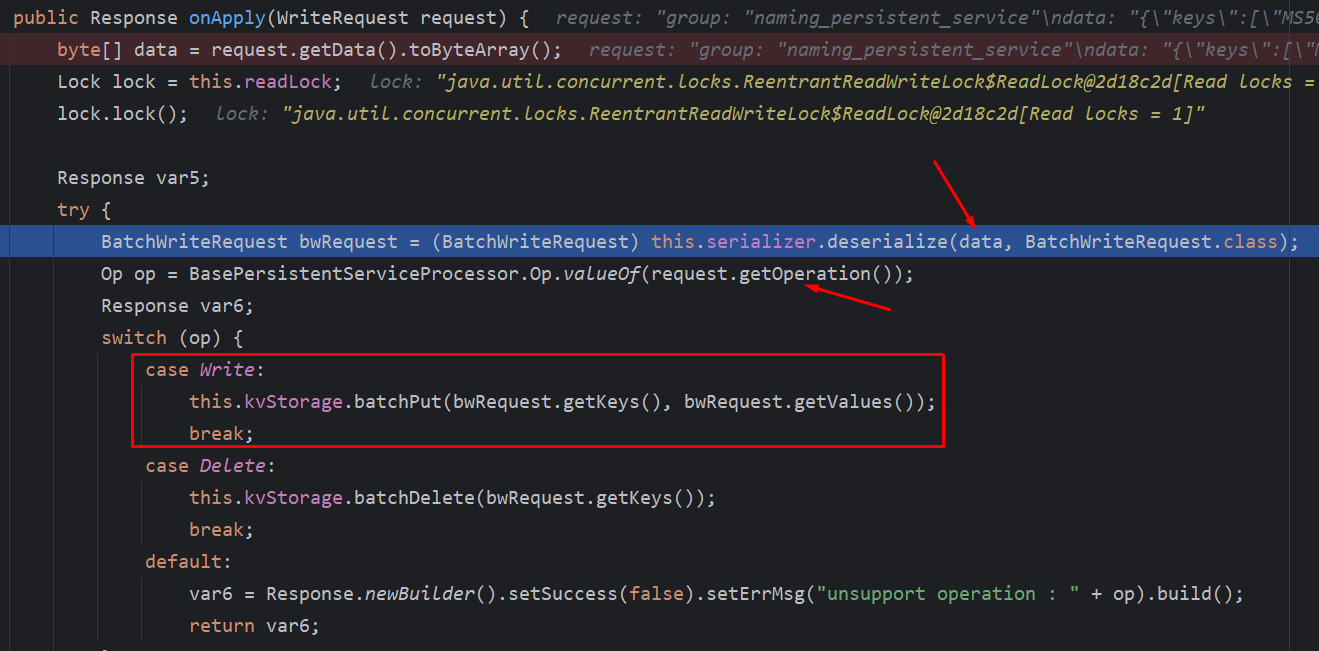 public Response onApply(WriteRequest request) {  request: "group: "naming_persistent_service"\ndata: "{\"keys\":[\"MS5
byte[] data = request.getData().toByteArray();  request: "group: "naming_persistent_service"\ndata: "{\"keys\":[\"
Lock lock = this.readLock;  lock: "java.util.concurrent.locks.ReentrantReadWriteLock$ReadLock@2d18c2d[Read locks =
lock.lock();  lock: "java.util.concurrent.locks.ReentrantReadWriteLock$ReadLock@2d18c2d[Read locks = 1]"
Response var5;
try {
BatchWriteRequest bwRequest = (BatchWriteRequest) this.serializer.deserialize(data, BatchWriteRequest.class);
Op op = BasePersistentServiceProcessor.Op.valueOf(request.getOperation());
Response var6;
switch (op) {
case Write:
this.kvStorage.batchPut(bwRequest.getKeys(), bwRequest.getValues());
break;
case Delete:
this.kvStorage.batchDelete(bwRequest.getKeys());
break;
default:
var6 = Response.newBuilder().setSuccess(false).setErrMsg("unsupport operation : " + op).build();
return var6;